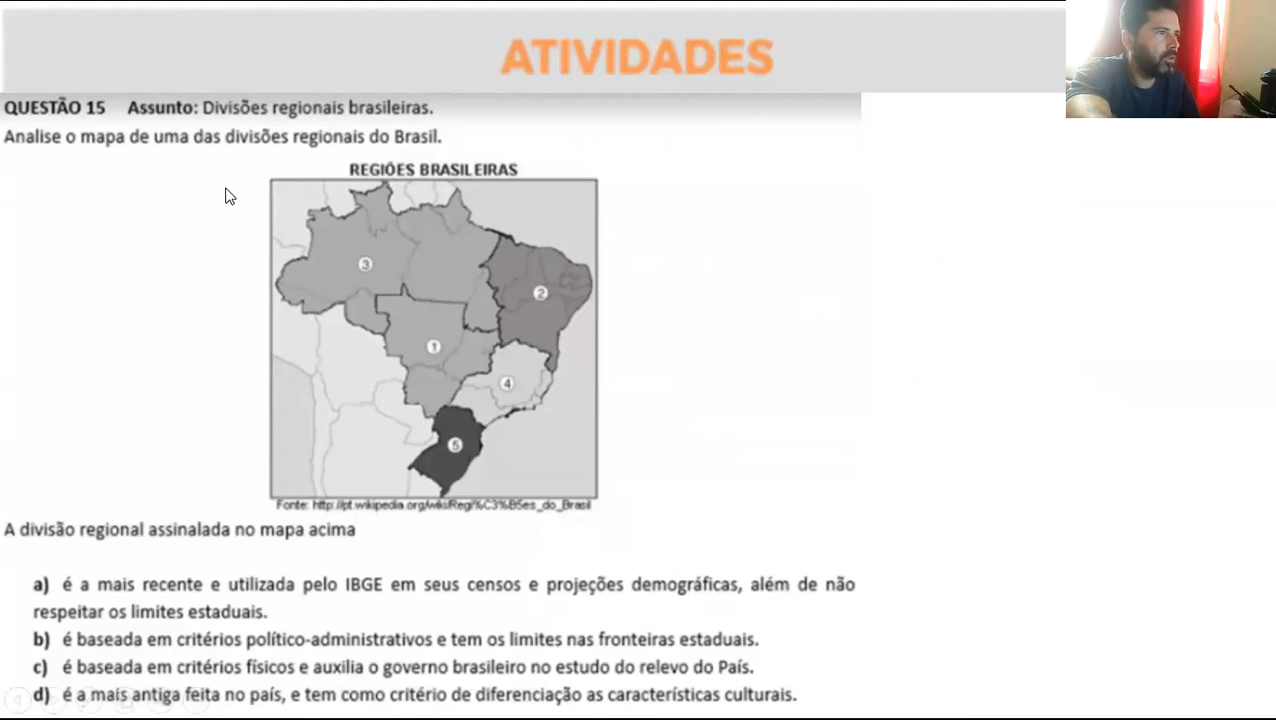 ATIVIDADES
QUESTÃO 15 Assunto: Divisões regionais brasileiras.
Analise o mapa de uma das divisões regionais do Brasil.
REGIÕES BRASILEIRAS
3
2
1
4
5
Fonte: http://pt.wikipedia.org/wiki/Regi%C3%B5es_do_Brasil
A divisão regional assinalada no mapa acima
a) é a mais recente e utilizada pelo IBGE em seus censos e projeções demográficas, além de não
respeitar os limites estaduais.
b) é baseada em critérios político-administrativos e tem os limites nas fronteiras estaduais.
c) é baseada em critérios físicos e auxilia o governo brasileiro no estudo do relevo do País.
d) é a mais antiga feita no país, e tem como critério de diferenciação as características culturais.